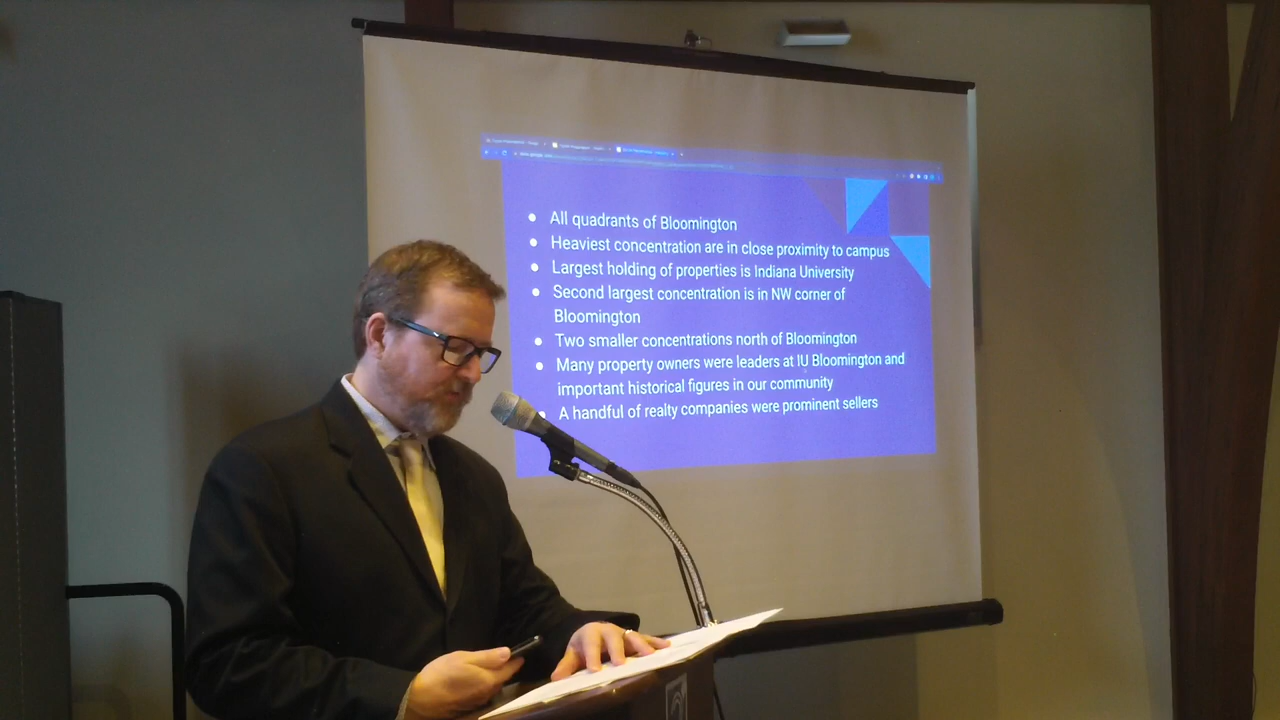 All quadrants of Bloomington
Heaviest concentration are in close proximity to campus
Largest holding of properties is Indiana University
Second largest concentration is in NW corner of
Bloomington
Two smaller concentrations north of Bloomington
Many property owners were leaders at IU Bloomington and
important historical figures in our community
A handful of realty companies were prominent sellers